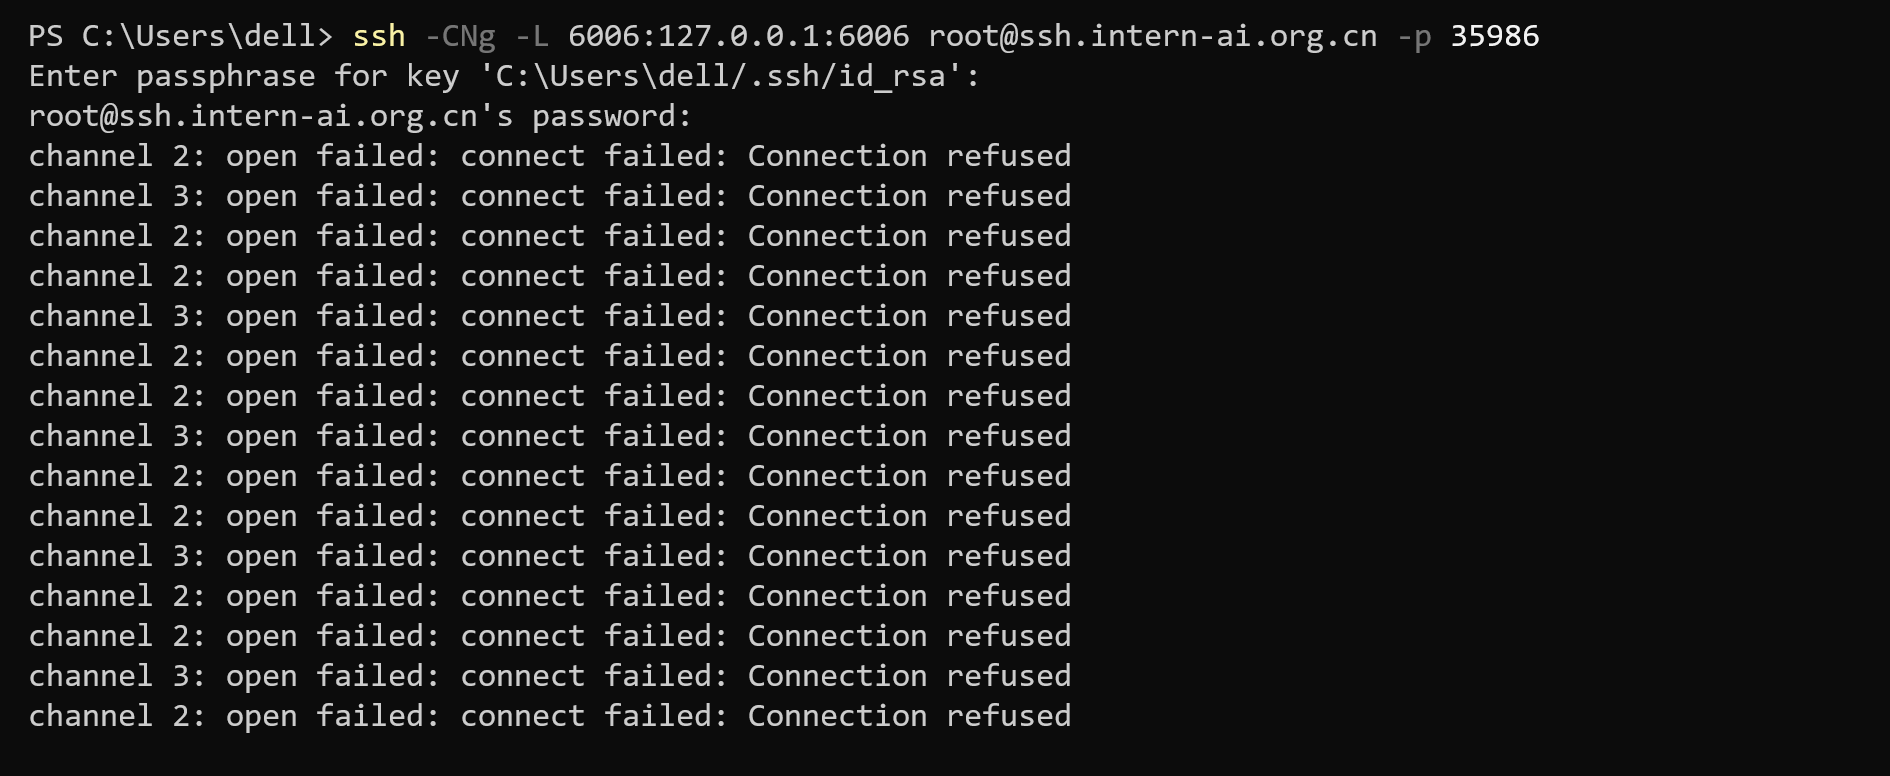 PS C:\Users\dell> ssh -CNg -L 6006:127.0.0.1:6006 root@ssh.intern-ai.org.cn -p 35986
Enter passphrase for key 'C:\Users\dell/.ssh/id_rsa':
root@ssh.intern-ai.org.cn's password:
channel 2: open failed: connect failed: Connection refused
channel 3: open failed: connect failed: Connection refused
channel 2: open failed: connect failed: Connection refused
channel 2: open failed: connect failed: Connection refused
channel 3: open failed: connect failed: Connection refused
channel 2: open failed: connect failed: Connection refused
channel 2: open failed: connect failed: Connection refused
channel 3: open failed: connect failed: Connection refused
channel 2: open failed: connect failed: Connection refused
channel 2: open failed: connect failed: Connection refused
channel 3: open failed: connect failed: Connection refused
channel 2: open failed: connect failed: Connection refused
channel 2: open failed: connect failed: Connection refused
channel 3: open failed: connect failed: Connection refused
channel 2: open failed: connect failed: Connection refused